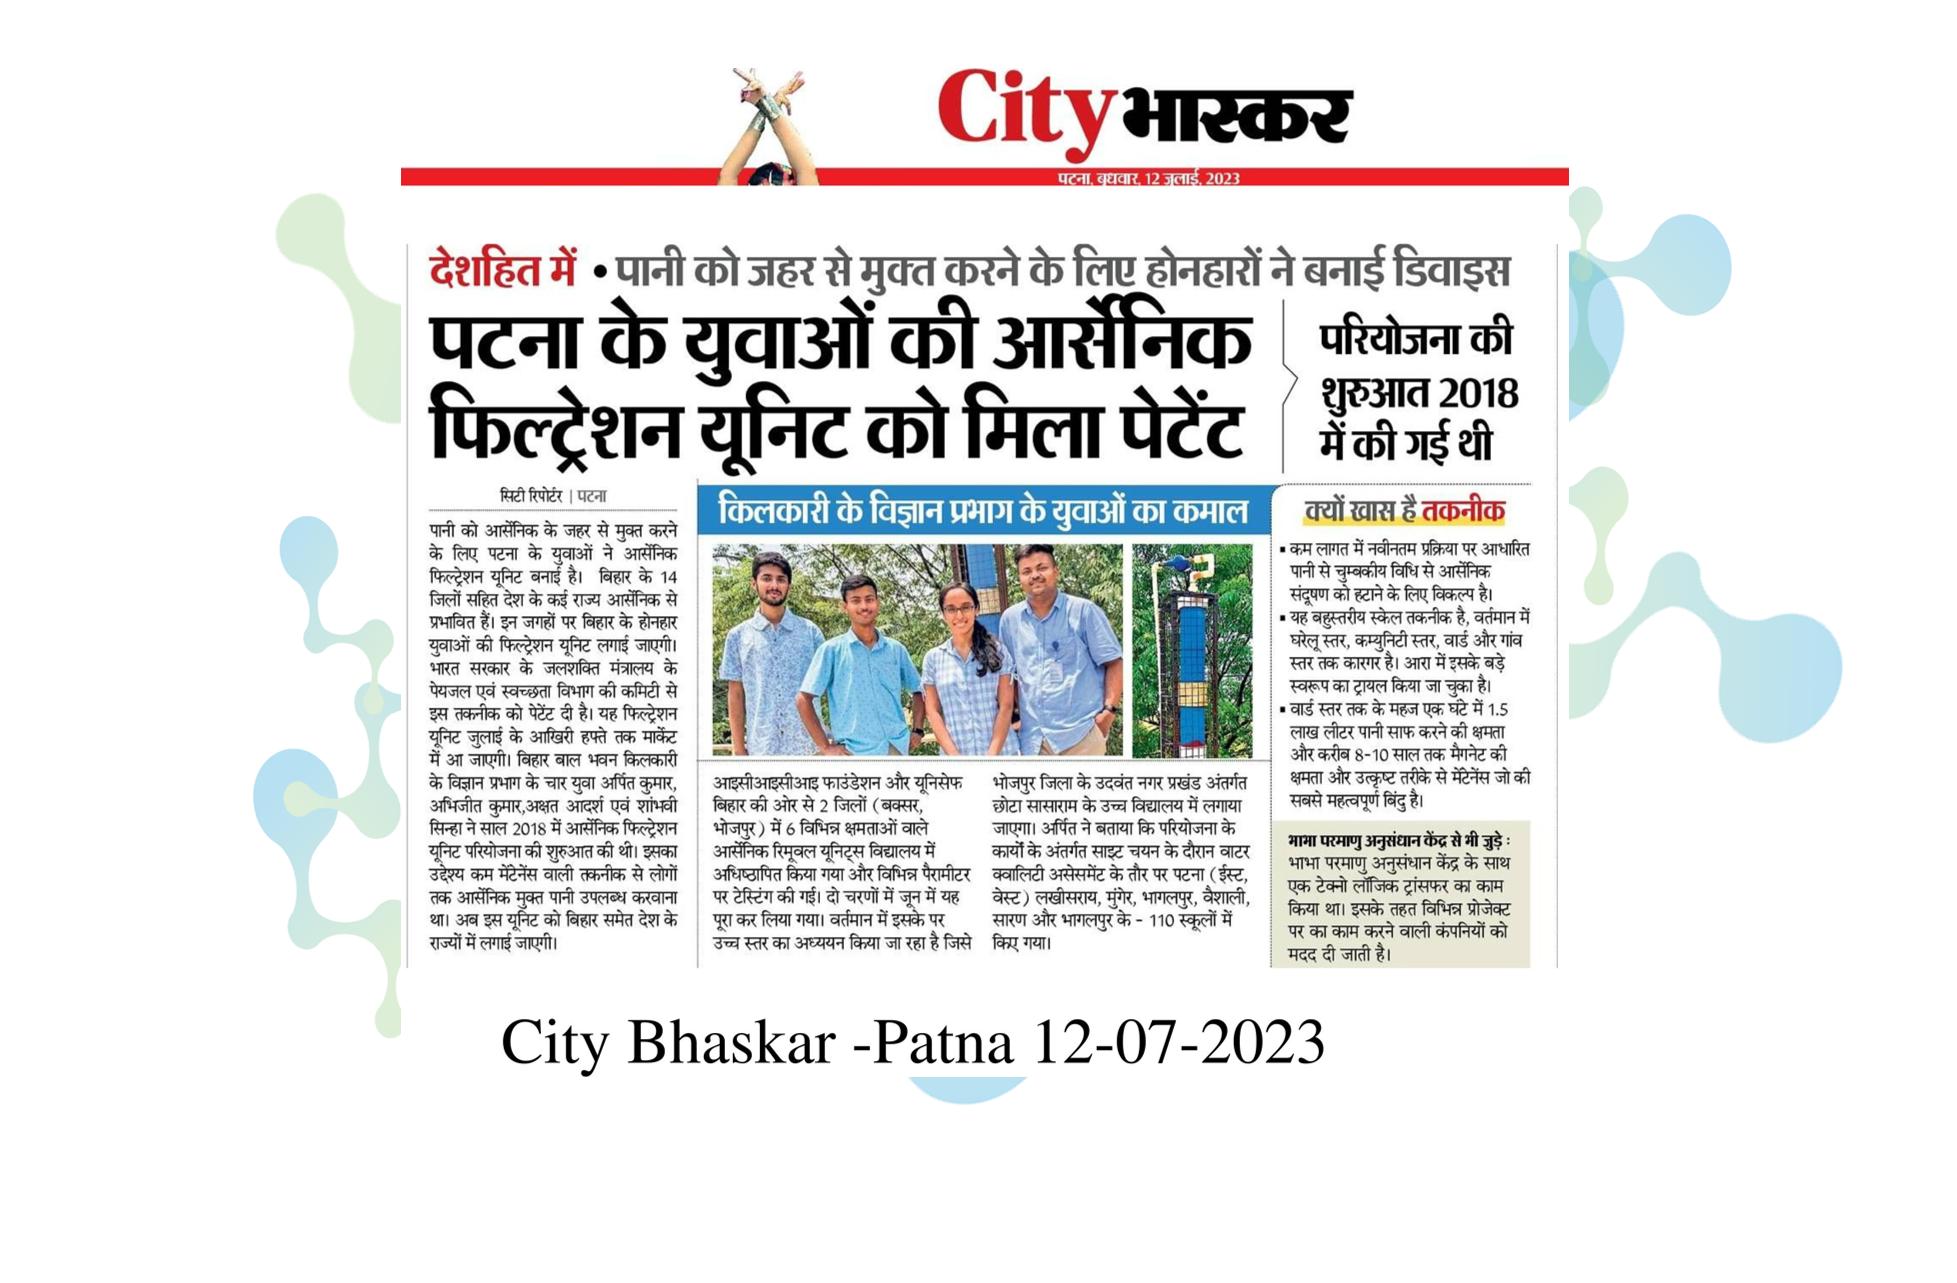 City भास्कर
पटना, बुधवार, 12 जुलाई, 2023
देशहित में • पानी को जहर से मुक्त करने के लिए होनहारों ने बनाई डिवाइस
पटना के युवाओं की आर्सेनिक
फिल्ट्रेशन यूनिट को मिला पेटेंट
परियोजना की
शुरुआत 2018
में की गई थी
सिटी रिपोर्टर | पटना
पानी को आर्सेनिक के जहर से मुक्त करने
के लिए पटना के युवाओं ने आर्सेनिक
फिल्ट्रेशन यूनिट बनाई है। बिहार के 14
जिलों सहित देश के कई राज्य आर्सेनिक से
प्रभावित हैं। इन जगहों पर बिहार के होनहार
युवाओं की फिल्ट्रेशन यूनिट लगाई जाएगी।
भारत सरकार के जलशक्ति मंत्रालय के
पेयजल एवं स्वच्छता विभाग की कमिटी से
इस तकनीक को पेटेंट दी है। यह फिल्ट्रेशन
यूनिट जुलाई के आखिरी हफ्ते तक मार्केट
में आ जाएगी। बिहार बाल भवन किलकारी
के विज्ञान प्रभाग के चार युवा अर्पित कुमार,
अभिजीत कुमार,अक्षत आदर्श एवं शांभवी
सिन्हा ने साल 2018 में आर्सेनिक फिल्ट्रेशन
यूनिट परियोजना की शुरुआत की थी। इसका
उद्देश्य कम मेंटेनेंस वाली तकनीक से लोगों
तक आर्सेनिक मुक्त पानी उपलब्ध करवाना
था। अब इस यूनिट को बिहार समेत देश के
राज्यों में लगाई जाएगी।
किलकारी के विज्ञान प्रभाग के युवाओं का कमाल
आइसीआइसीआइ फाउंडेशन और यूनिसेफ
बिहार की ओर से 2 जिलों (बक्सर,
भोजपुर) में 6 विभिन्न क्षमताओं वाले
आर्सेनिक रिमूवल यूनिट्स विद्यालय में
अधिष्ठापित किया गया और विभिन्न पैरामीटर
पर टेस्टिंग की गई। दो चरणों में जून में यह
पूरा कर लिया गया। वर्तमान में इसके पर
उच्च स्तर का अध्ययन किया जा रहा है जिसे
भोजपुर जिला के उदवंत नगर प्रखंड अंतर्गत
छोटा सासाराम के उच्च विद्यालय में लगाया
जाएगा। अर्पित ने बताया कि परियोजना के
कार्यों के अंतर्गत साइट चयन के दौरान वाटर
क्वालिटी असेसमेंट के तौर पर पटना (ईस्ट,
वेस्ट) लखीसराय, मुंगेर, भागलपुर, वैशाली,
सारण और भागलपुर के - 110 स्कूलों में
किए गया।
क्यों खास है तकनीक
▪ कम लागत में नवीनतम प्रक्रिया पर आधारित
पानी से चुम्बकीय विधि से आर्सेनिक
संदूषण को हटाने के लिए विकल्प है।
▪ यह बहुस्तरीय स्केल तकनीक है, वर्तमान में
घरेलू स्तर, कम्युनिटी स्तर, वार्ड और गांव
स्तर तक कारगर है। आरा में इसके बड़े
स्वरूप का ट्रायल किया जा चुका है।
▪ वार्ड स्तर तक के महज एक घंटे में 1.5
लाख लीटर पानी साफ करने की क्षमता
और करीब 8-10 साल तक मैगनेट की
क्षमता और उत्कृष्ट तरीके से मेंटेनेंस जो की
सबसे महत्वपूर्ण बिंदु है।
भाभा परमाणु अनुसंधान केंद्र से भी जुड़े :
भाभा परमाणु अनुसंधान केंद्र के साथ
एक टेक्नो लॉजिक ट्रांसफर का काम
किया था। इसके तहत विभिन्न प्रोजेक्ट
पर का काम करने वाली कंपनियों को
मदद दी जाती है।
City Bhaskar -Patna 12-07-2023